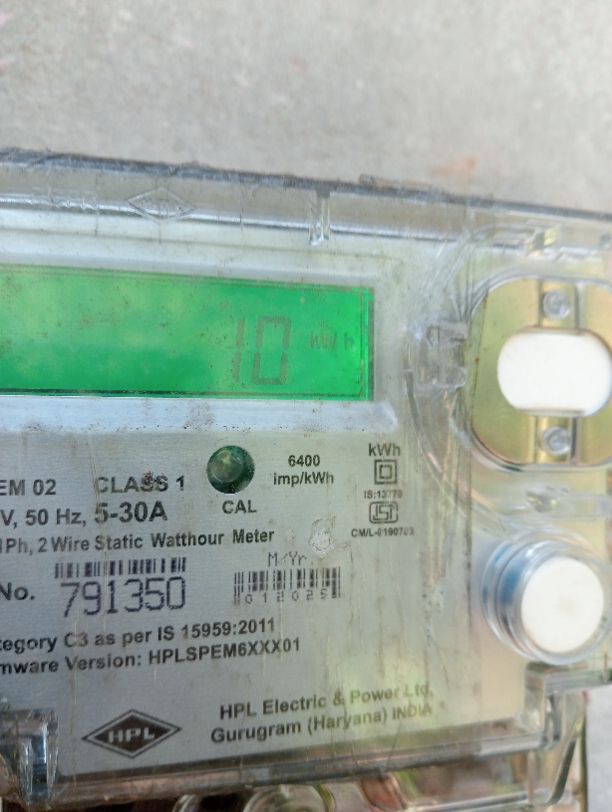 10 kWh
6400 kWh
EM 02 CLASS 1 imp/kWh
IS:13779
V, 50 Hz, 5-30A CAL
CM/L-0190703
1Ph, 2 Wire Static Watthour Meter
M/Yr.
No. 791350 012025
tegory C3 as per IS 15959:2011
mware Version: HPLSPEM6XXX01
HPL Electric & Power Ltd.
HPL Gurugram (Haryana) INDIA